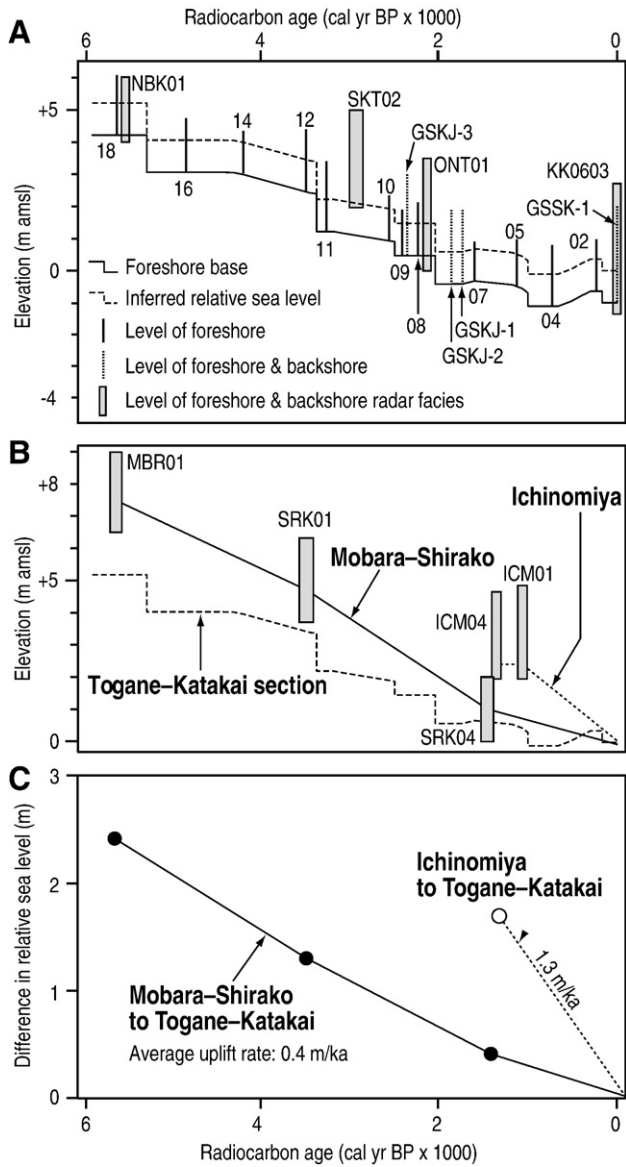 Radiocarbon age (cal yr BP x 1000)
A
6
4
2
0
Elevation (m amsl)
+5
0
-4
NBK01
18
16
14
12
11
SKT02
10
09
GSKJ-3
08
ONT01
GSKJ-2
GSKJ-1
07
05
04
02
KK0603
GSSK-1
Foreshore base
Inferred relative sea level
Level of foreshore
Level of foreshore & backshore
Level of foreshore & backshore radar facies
B
Elevation (m amsl)
+8
+5
0
MBR01
SRK01
Mobara–Shirako
Ichinomiya
ICM01
ICM04
Togane–Katakai section
SRK04
C
Difference in relative sea level (m)
3
2
1
0
Ichinomiya
to Togane–Katakai
1.3 m/ka
Mobara–Shirako
to Togane–Katakai
Average uplift rate: 0.4 m/ka
6
4
2
0
Radiocarbon age (cal yr BP x 1000)